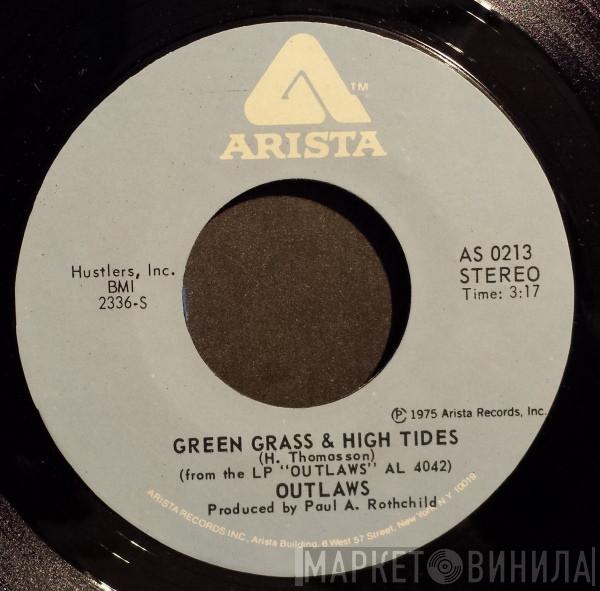 TM
ARISTA
Hustlers, Inc.
BMI
2336-S
AS 0213
STEREO
Time: 3:17
℗ 1975 Arista Records, Inc.
GREEN GRASS & HIGH TIDES
(H. Thomasson)
(from the LP "OUTLAWS" AL 4042)
OUTLAWS
Produced by Paul A. Rothchild
ARISTA RECORDS INC. Arista Building, 6 West 57 Street, New York, N.Y. 10019
МАРКЕТ ВИНИЛА